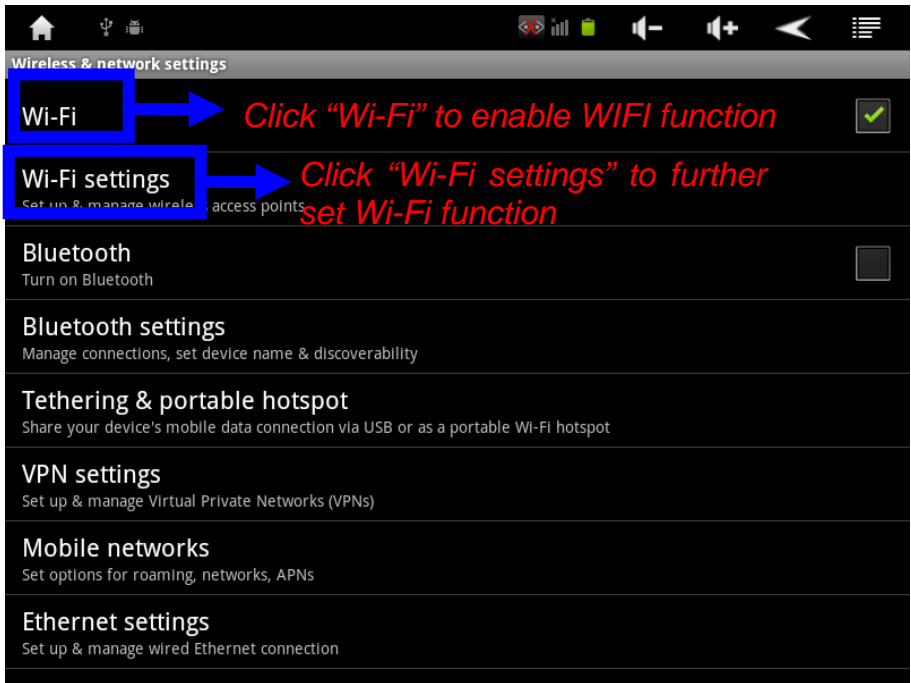 Wireless & network settings
Wi-Fi
Click “Wi-Fi” to enable WIFI function
Wi-Fi settings
Click “Wi-Fi settings” to further
set Wi-Fi function
Set up & manage wireless access points
Bluetooth
Turn on Bluetooth
Bluetooth settings
Manage connections, set device name & discoverability
Tethering & portable hotspot
Share your device's mobile data connection via USB or as a portable Wi-Fi hotspot
VPN settings
Set up & manage Virtual Private Networks (VPNs)
Mobile networks
Set options for roaming, networks, APNs
Ethernet settings
Set up & manage wired Ethernet connection